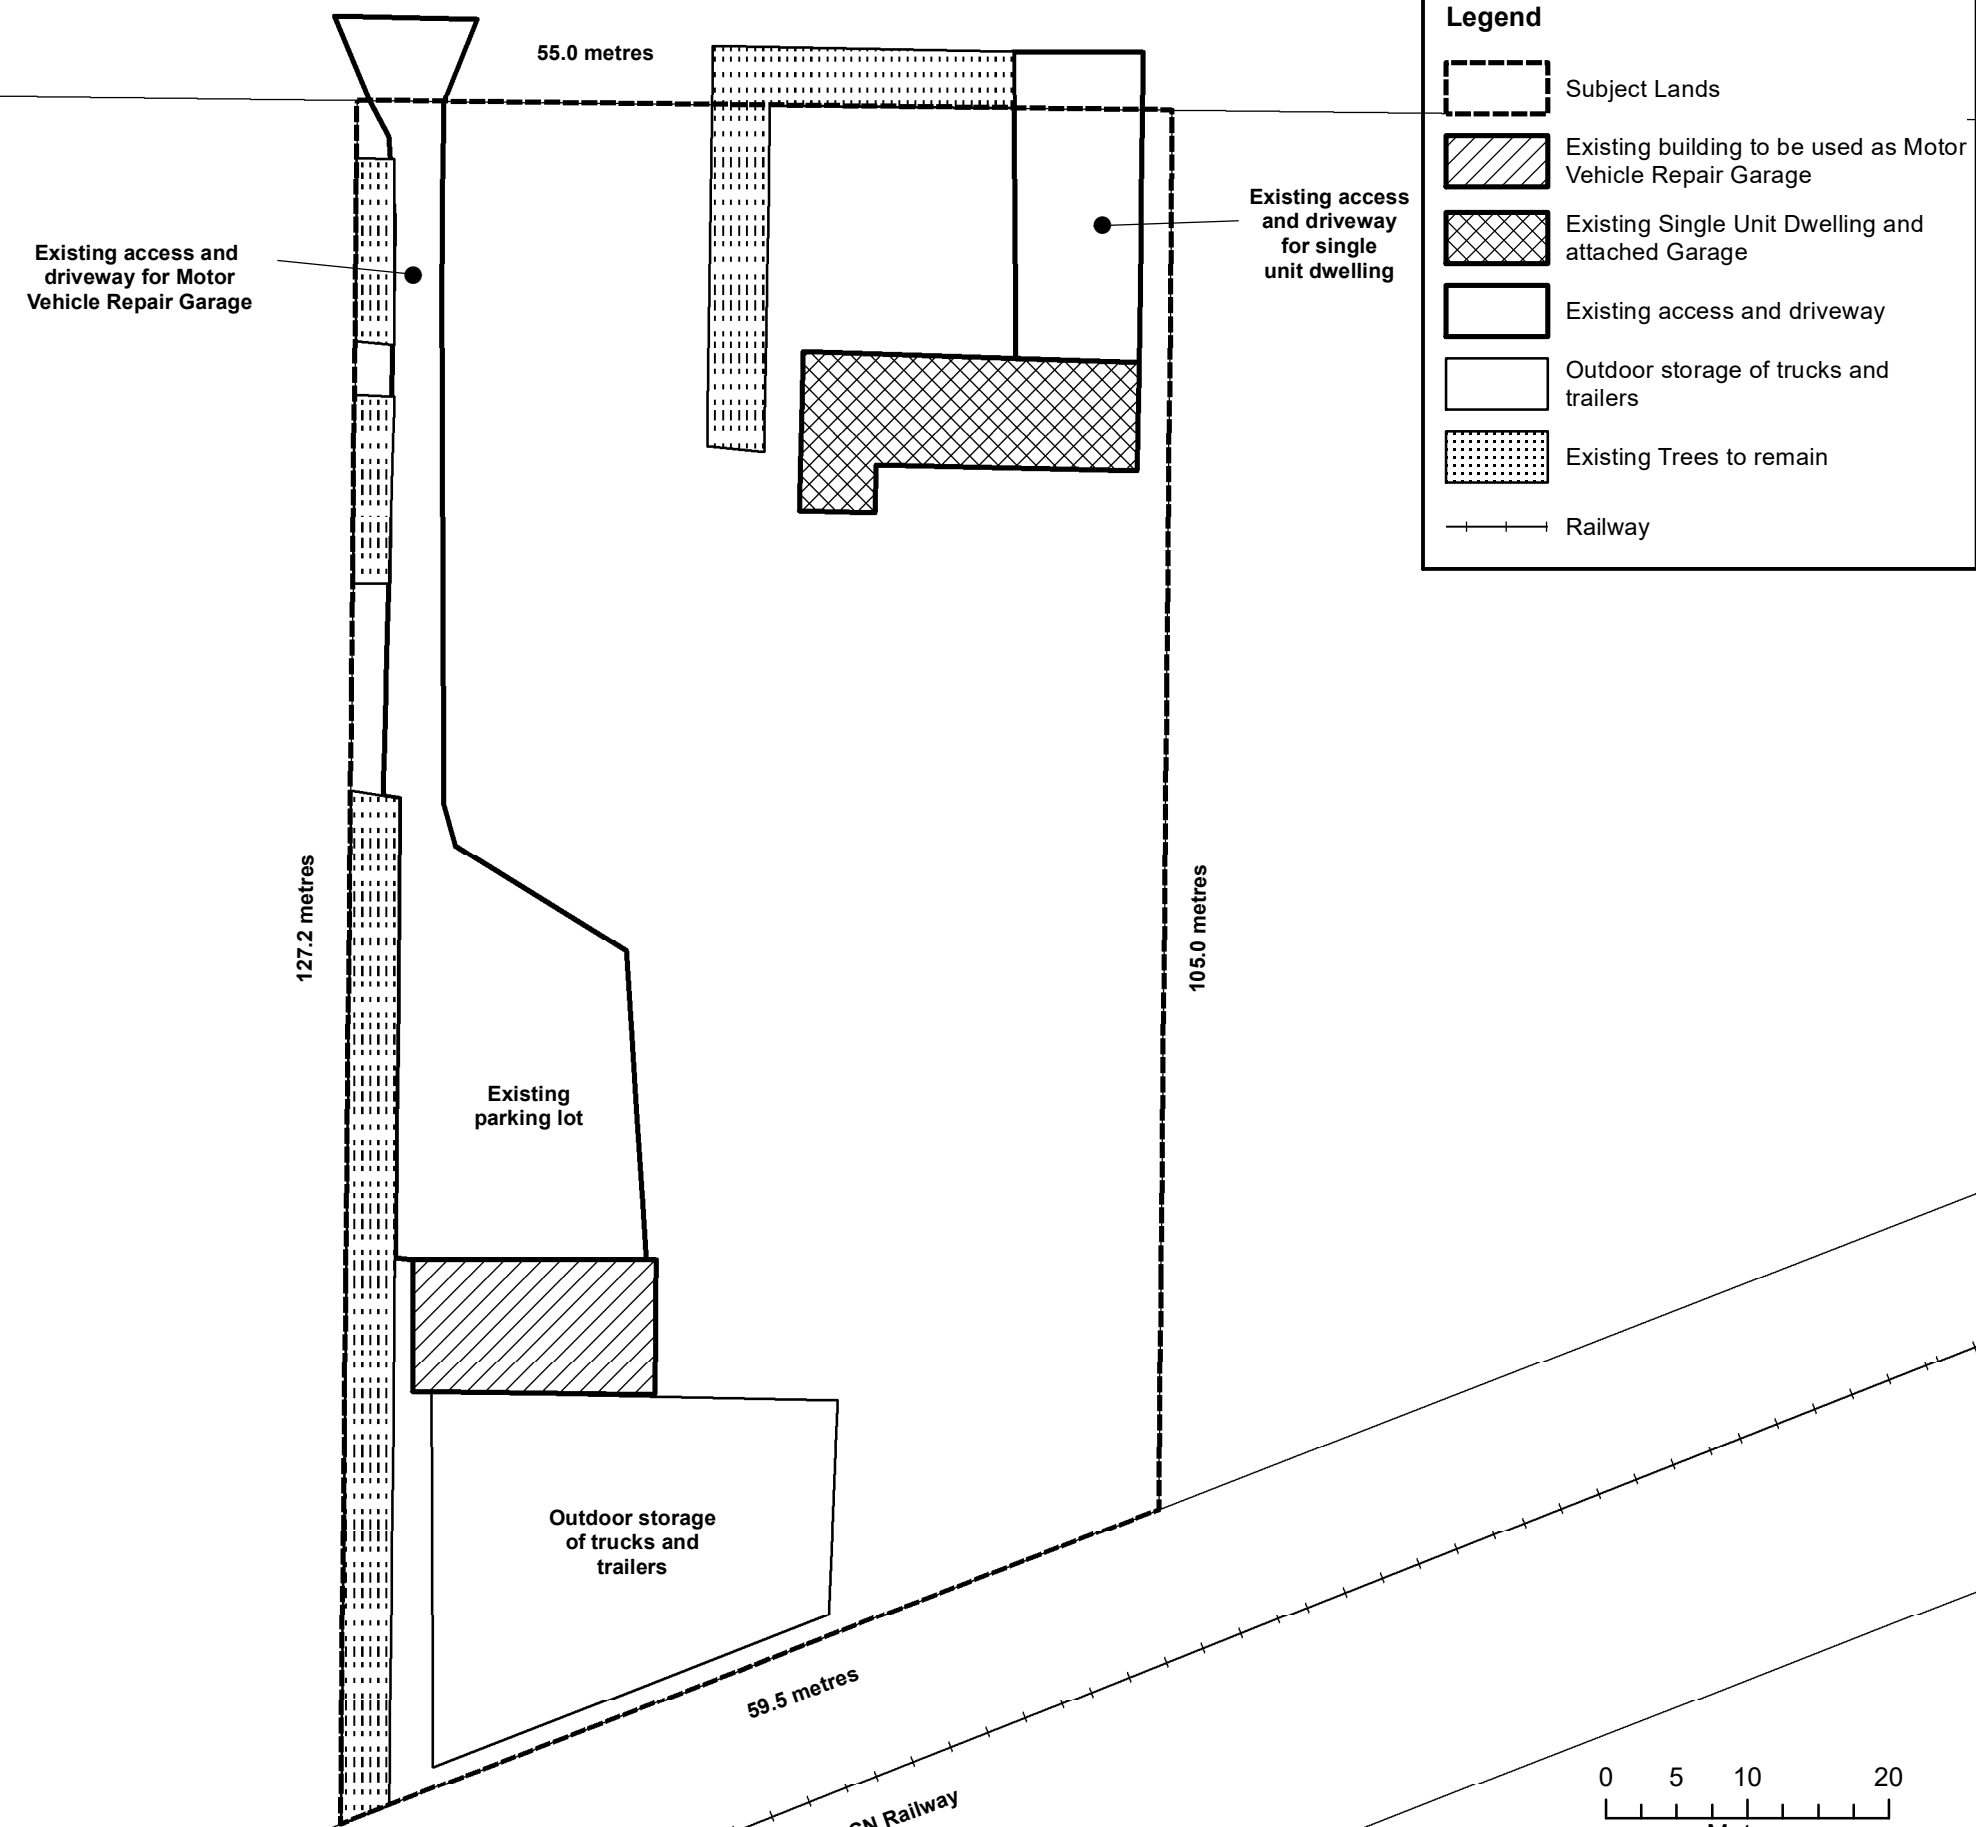 55.0 metres
Legend
Subject Lands
Existing building to be used as Motor
Vehicle Repair Garage
Existing Single Unit Dwelling and
attached Garage
Existing access and driveway
Outdoor storage of trucks and
trailers
Existing Trees to remain
Railway
Existing access and
driveway for Motor
Vehicle Repair Garage
Existing access
and driveway
for single
unit dwelling
127.2 metres
105.0 metres
Existing
parking lot
Outdoor storage
of trucks and
trailers
59.5 metres
CN Railway
0 5 10 20